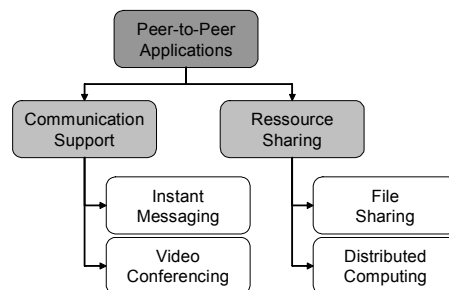 Peer-to-Peer
Applications
Communication
Support
Ressource
Sharing
Instant
Messaging
File
Sharing
Video
Conferencing
Distributed
Computing